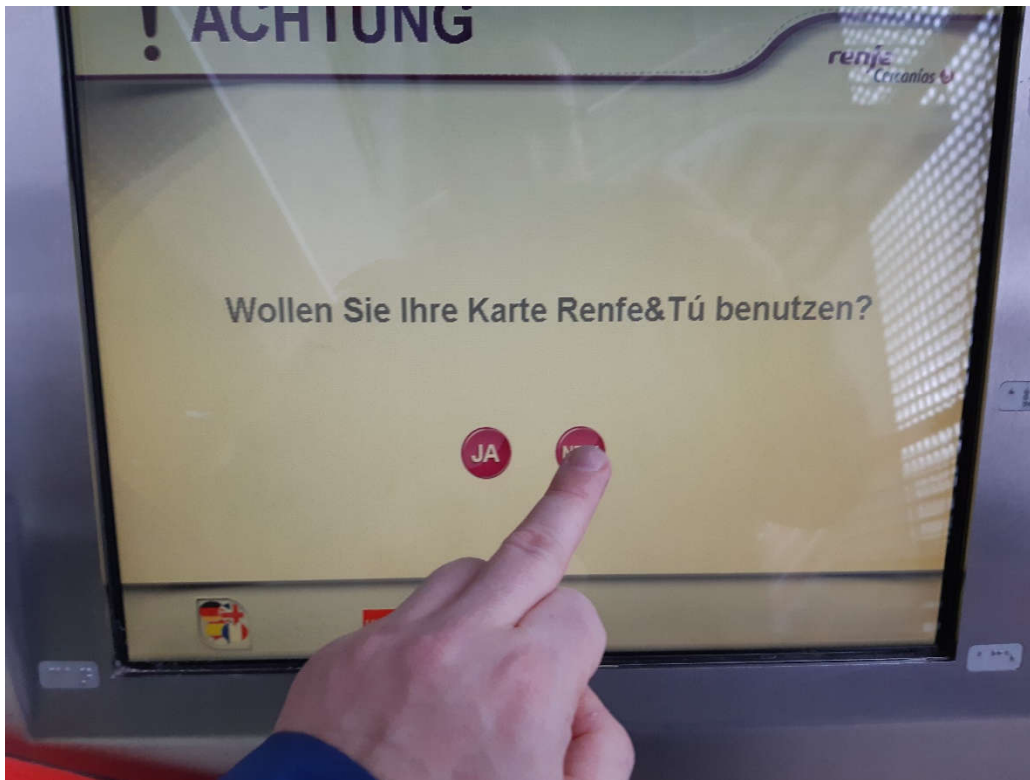 ! ACHTUNG
renfe
Cercanías
Wollen Sie Ihre Karte Renfe&Tú benutzen?
JA